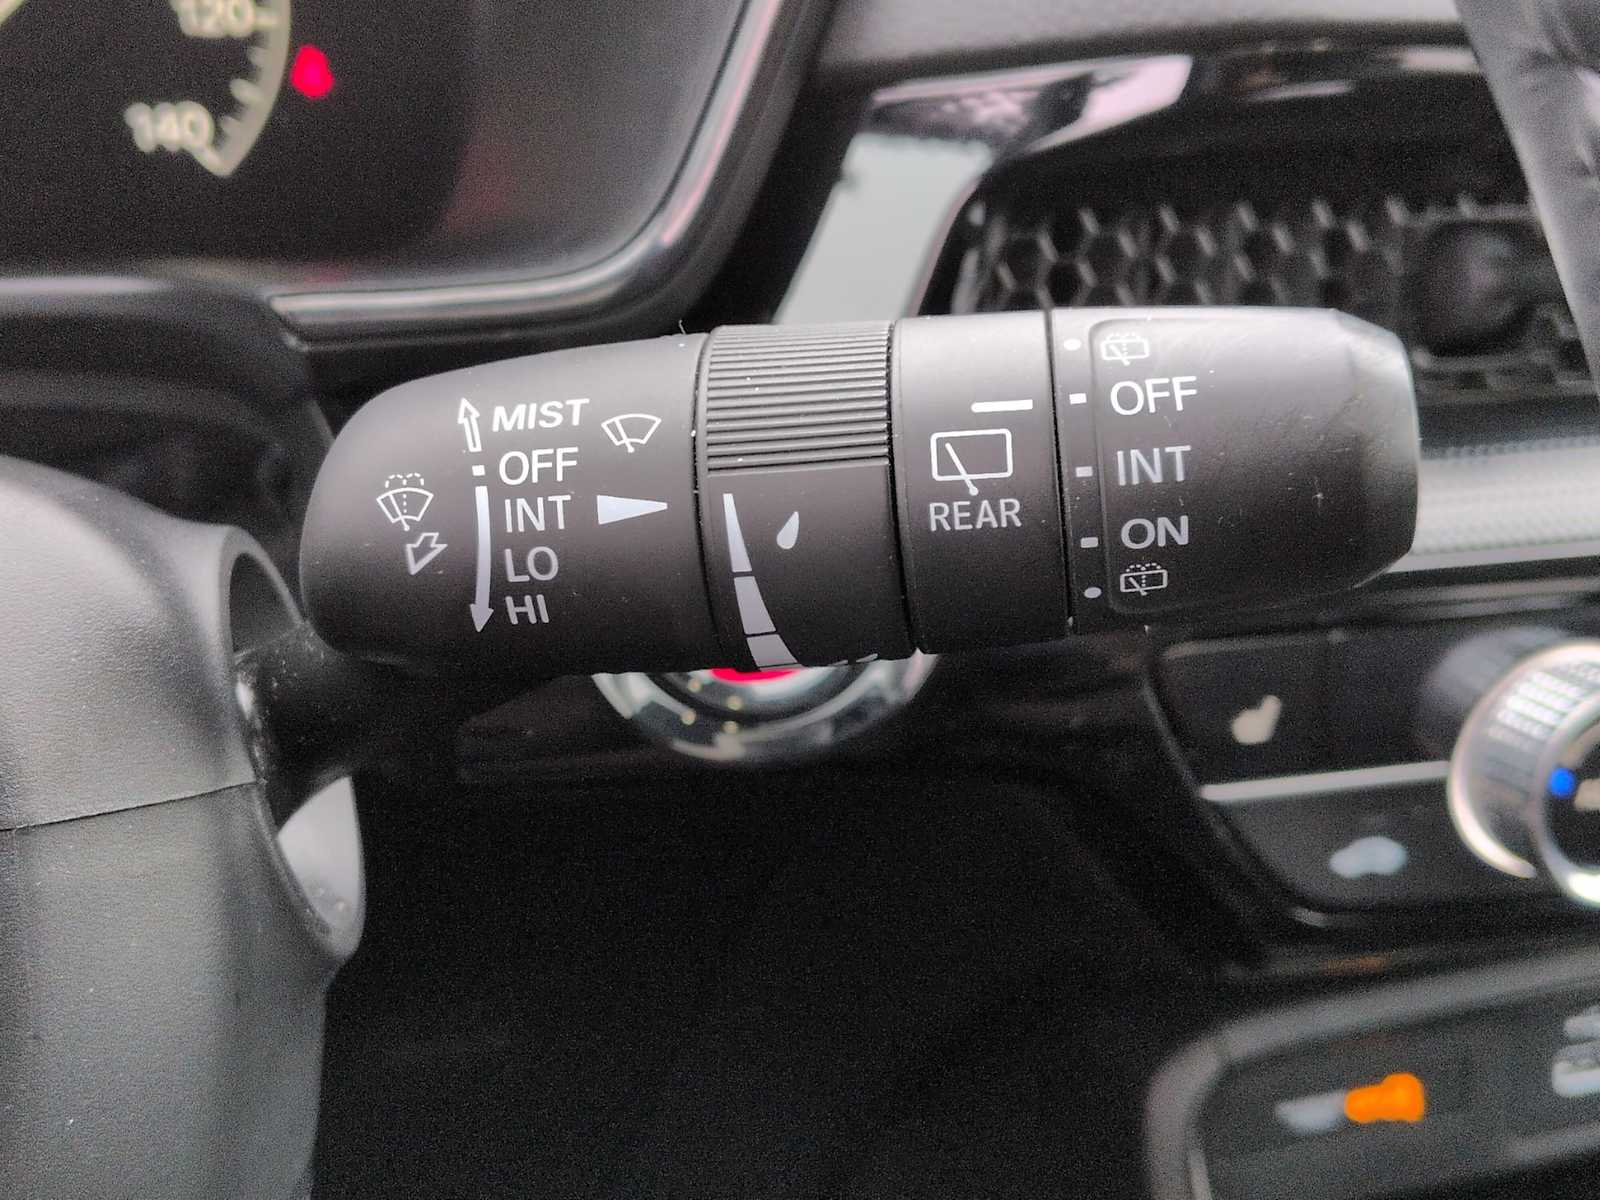 120
140
MIST
OFF
INT
LO
HI
REAR
OFF
INT
ON